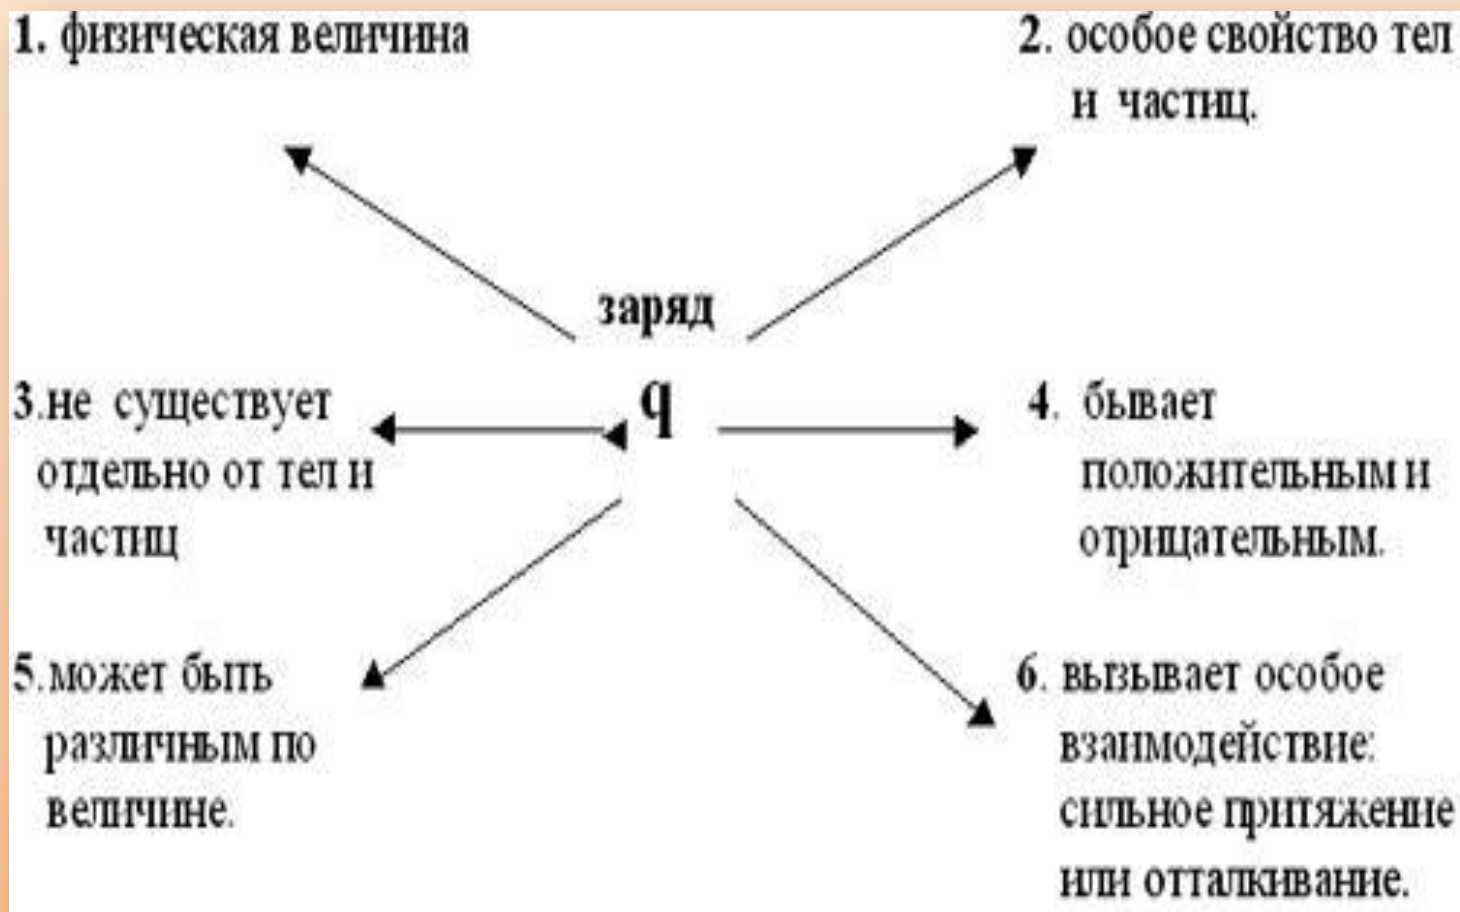 1. физическая величина
2. особое свойство тел
и частиц.
заряд
q
3.не существует
отдельно от тел и
частиц
4. бывает
положительным и
отрицательным.
5.может быть
различным по
величине.
6. вызывает особое
взаимодействие:
сильное притяжение
или отталкивание.